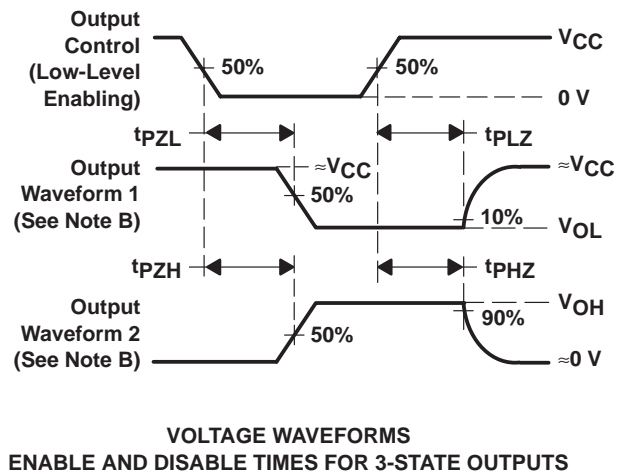 Output
Control
(Low-Level
Enabling)
50%
50%
VCC
0 V
tPZL
tPLZ
Output
Waveform 1
(See Note B)
≈VCC
50%
≈VCC
10%
VOL
tPZH
tPHZ
Output
Waveform 2
(See Note B)
50%
VOH
90%
≈0 V
VOLTAGE WAVEFORMS
ENABLE AND DISABLE TIMES FOR 3-STATE OUTPUTS